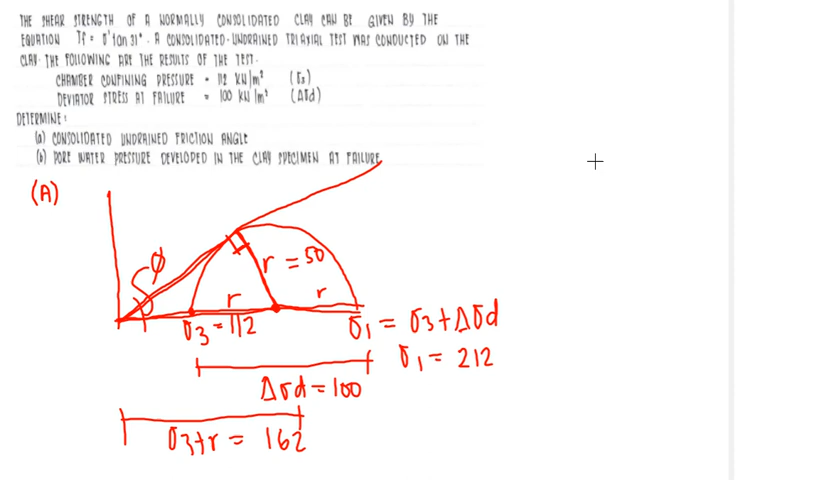 THE SHEAR STRENGTH OF A NORMALLY CONSOLIDATED CLAY CAN BE GIVEN BY THE
EQUATION Tf = σ' tan 31°. A CONSOLIDATED-UNDRAINED TRIAXIAL TEST WAS CONDUCTED ON THE
CLAY. THE FOLLOWING ARE THE RESULTS OF THE TEST.
CHAMBER CONFINING PRESSURE = 112 KN/m² (σ3)
DEVIATOR STRESS AT FAILURE = 100 KN/m² (Δσd)
DETERMINE:
(a) CONSOLIDATED UNDRAINED FRICTION ANGLE
(b) PORE WATER PRESSURE DEVELOPED IN THE CLAY SPECIMEN AT FAILURE
(A)
ϕ
r = 50
r
r
σ3 = 112
σ1 = σ3 + Δσd
σ1 = 212
Δσd = 100
σ3+r = 162